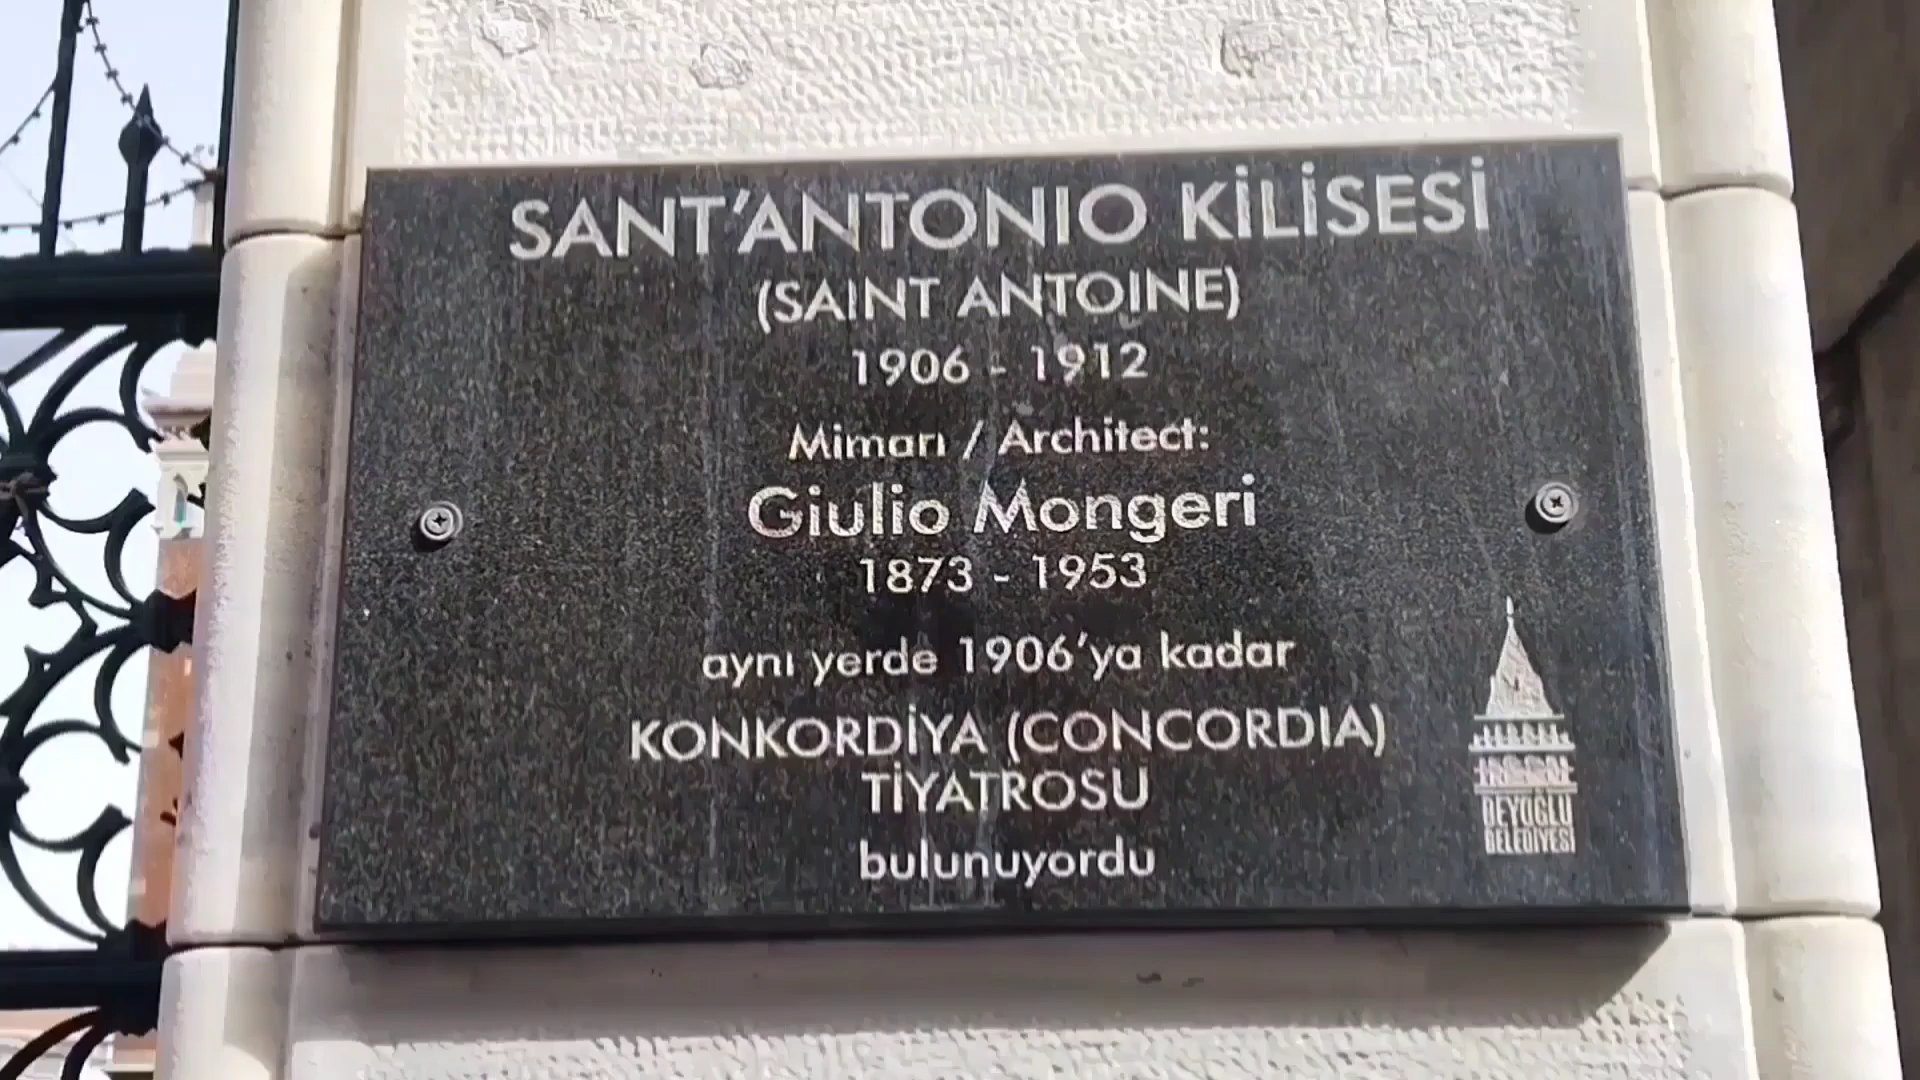 SANT'ANTONIO KİLİSESİ
(SAINT ANTOINE)
1906 - 1912
Mimarı / Architect:
Giulio Mongeri
1873 - 1953
aynı yerde 1906'ya kadar
KONKORDİYA (CONCORDIA)
TİYATROSU
bulunuyordu
BEYOĞLU
BELEDİYESİ